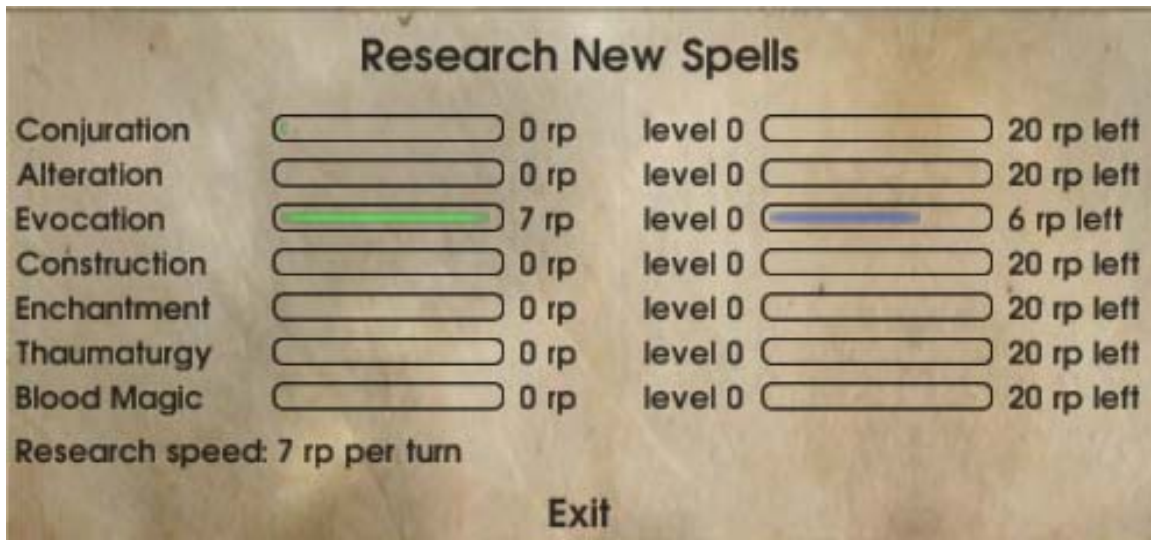 Research New Spells
Conjuration 0 rp level 0 20 rp left
Alteration 0 rp level 0 20 rp left
Evocation 7 rp level 0 6 rp left
Construction 0 rp level 0 20 rp left
Enchantment 0 rp level 0 20 rp left
Thaumaturgy 0 rp level 0 20 rp left
Blood Magic 0 rp level 0 20 rp left
Research speed: 7 rp per turn
Exit